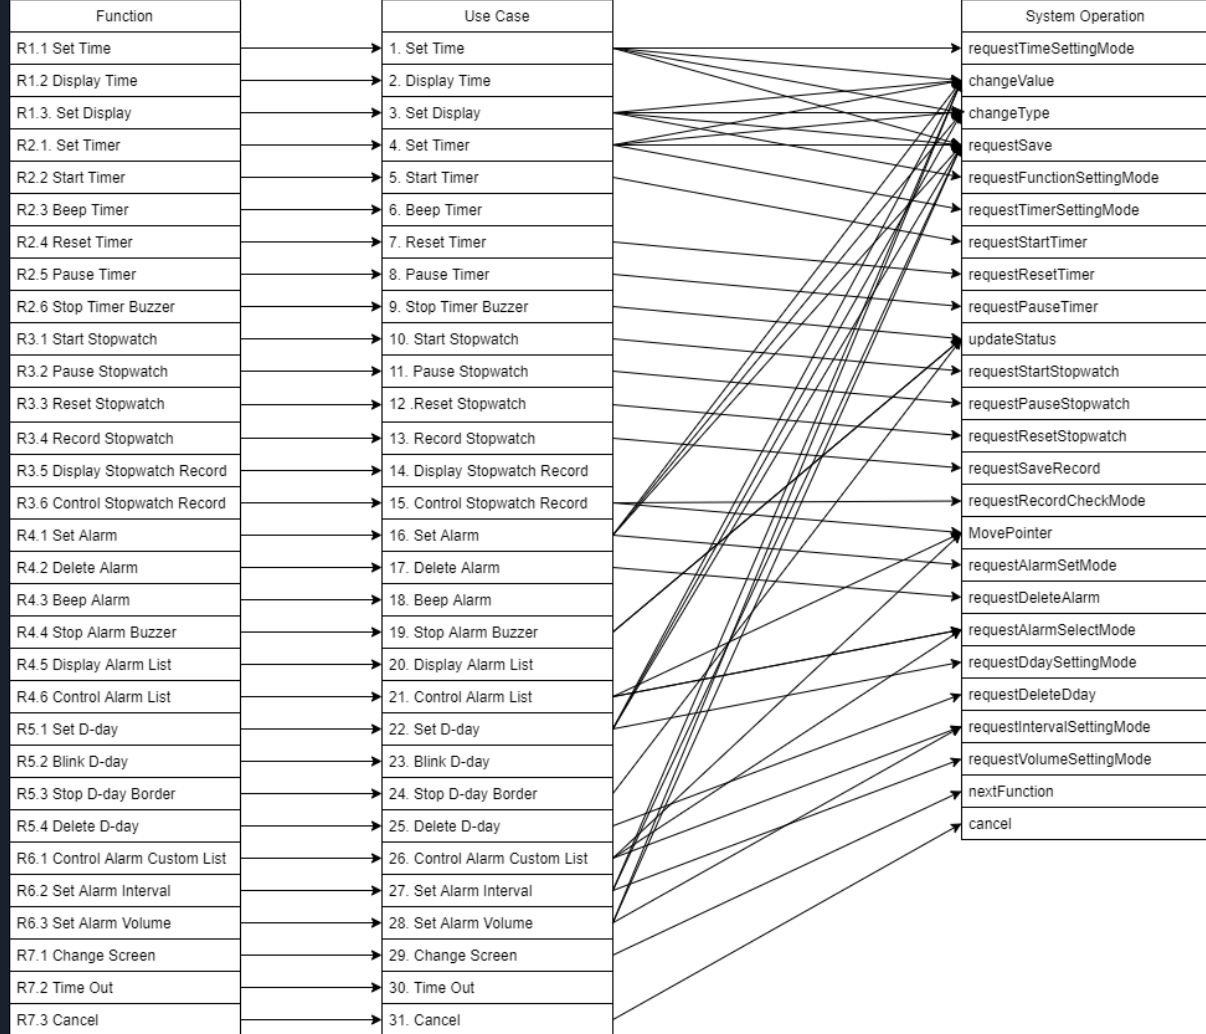 Function
R1.1 Set Time
R1.2 Display Time
R1.3. Set Display
R2.1. Set Timer
R2.2 Start Timer
R2.3 Beep Timer
R2.4 Reset Timer
R2.5 Pause Timer
R2.6 Stop Timer Buzzer
R3.1 Start Stopwatch
R3.2 Pause Stopwatch
R3.3 Reset Stopwatch
R3.4 Record Stopwatch
R3.5 Display Stopwatch Record
R3.6 Control Stopwatch Record
R4.1 Set Alarm
R4.2 Delete Alarm
R4.3 Beep Alarm
R4.4 Stop Alarm Buzzer
R4.5 Display Alarm List
R4.6 Control Alarm List
R5.1 Set D-day
R5.2 Blink D-day
R5.3 Stop D-day Border
R5.4 Delete D-day
R6.1 Control Alarm Custom List
R6.2 Set Alarm Interval
R6.3 Set Alarm Volume
R7.1 Change Screen
R7.2 Time Out
R7.3 Cancel
Use Case
1. Set Time
2. Display Time
3. Set Display
4. Set Timer
5. Start Timer
6. Beep Timer
7. Reset Timer
8. Pause Timer
9. Stop Timer Buzzer
10. Start Stopwatch
11. Pause Stopwatch
12 .Reset Stopwatch
13. Record Stopwatch
14. Display Stopwatch Record
15. Control Stopwatch Record
16. Set Alarm
17. Delete Alarm
18. Beep Alarm
19. Stop Alarm Buzzer
20. Display Alarm List
21. Control Alarm List
22. Set D-day
23. Blink D-day
24. Stop D-day Border
25. Delete D-day
26. Control Alarm Custom List
27. Set Alarm Interval
28. Set Alarm Volume
29. Change Screen
30. Time Out
31. Cancel
System Operation
requestTimeSettingMode
changeValue
changeType
requestSave
requestFunctionSettingMode
requestTimerSettingMode
requestStartTimer
requestResetTimer
requestPauseTimer
updateStatus
requestStartStopwatch
requestPauseStopwatch
requestResetStopwatch
requestSaveRecord
requestRecordCheckMode
MovePointer
requestAlarmSetMode
requestDeleteAlarm
requestAlarmSelectMode
requestDdaySettingMode
requestDeleteDday
requestIntervalSettingMode
requestVolumeSettingMode
nextFunction
cancel